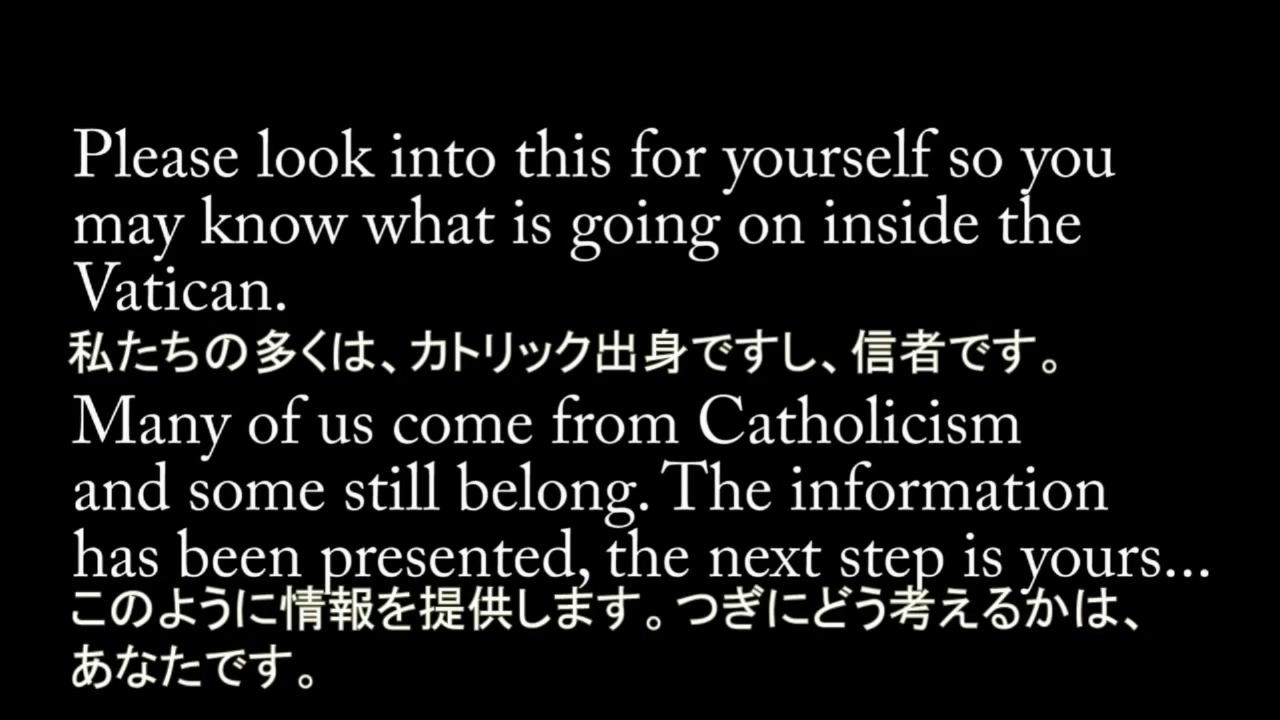 Please look into this for yourself so you
may know what is going on inside the
Vatican.
私たちの多くは、カトリック出身ですし、信者です。
Many of us come from Catholicism
and some still belong. The information
has been presented, the next step is yours...
このように情報を提供します。つぎにどう考えるかは、
あなたです。